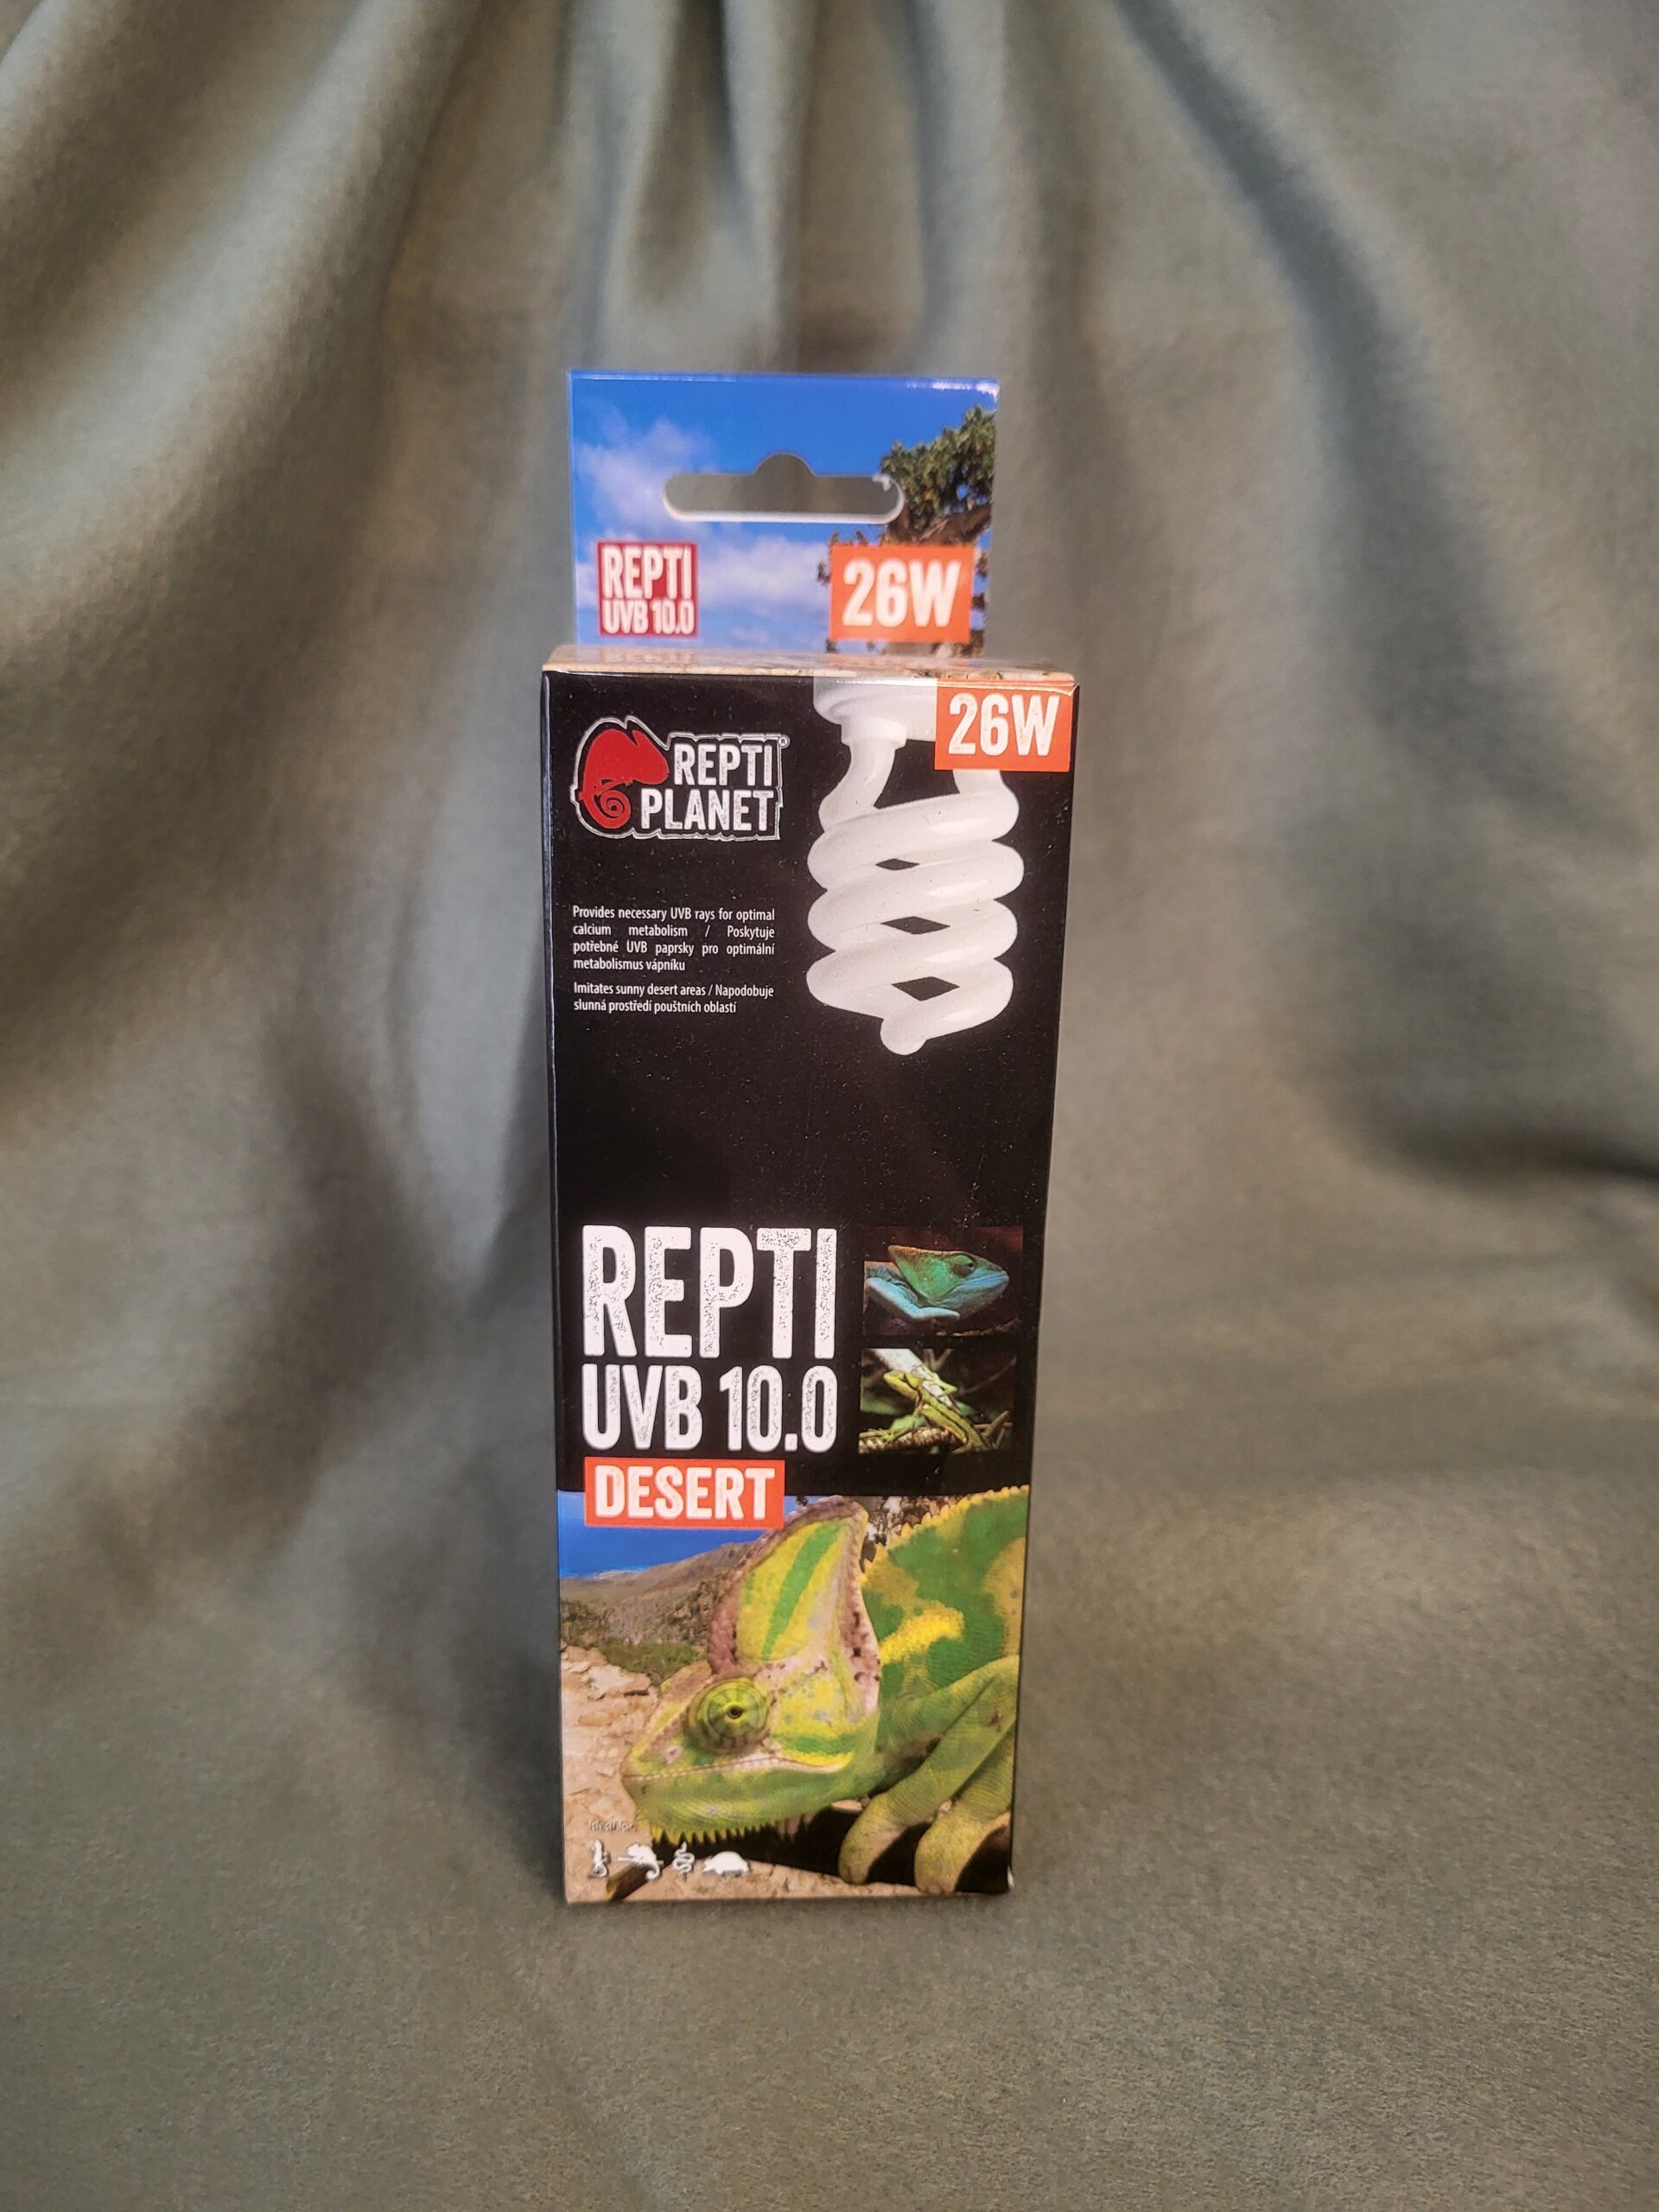 REPTI
UVB 10.0
26W
26W
REPTI
PLANET®
Provides necessary UVB rays for optimal
calcium metabolism / Poskytuje
potřebné UVB paprsky pro optimální
metabolismus vápníku
Imitates sunny desert areas / Napodobuje
slunná prostředí pouštních oblastí
REPTI
UVB 10.0
DESERT